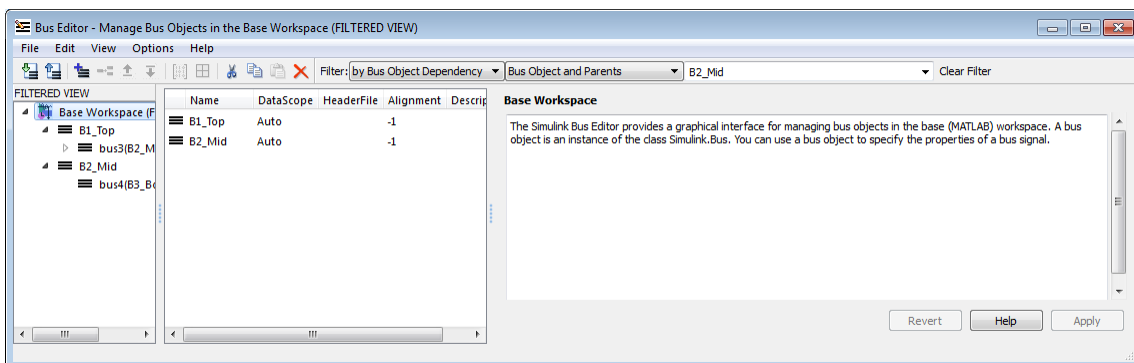 Bus Editor - Manage Bus Objects in the Base Workspace (FILTERED VIEW)
File Edit View Options Help
Filter: by Bus Object Dependency Bus Object and Parents B2_Mid Clear Filter
FILTERED VIEW
Base Workspace (F
B1_Top
bus3(B2_M
B2_Mid
bus4(B3_Bo
Name DataScope HeaderFile Alignment Descrip
B1_Top Auto -1
B2_Mid Auto -1
Base Workspace
The Simulink Bus Editor provides a graphical interface for managing bus objects in the base (MATLAB) workspace. A bus
object is an instance of the class Simulink.Bus. You can use a bus object to specify the properties of a bus signal.
Revert Help Apply